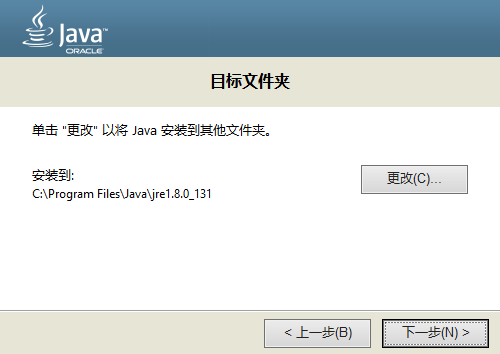 Java™
ORACLE
目标文件夹
单击 "更改" 以将 Java 安装到其他文件夹。
安装到:
C:\Program Files\Java\jre1.8.0_131
更改(C)...
< 上一步(B)
下一步(N) >